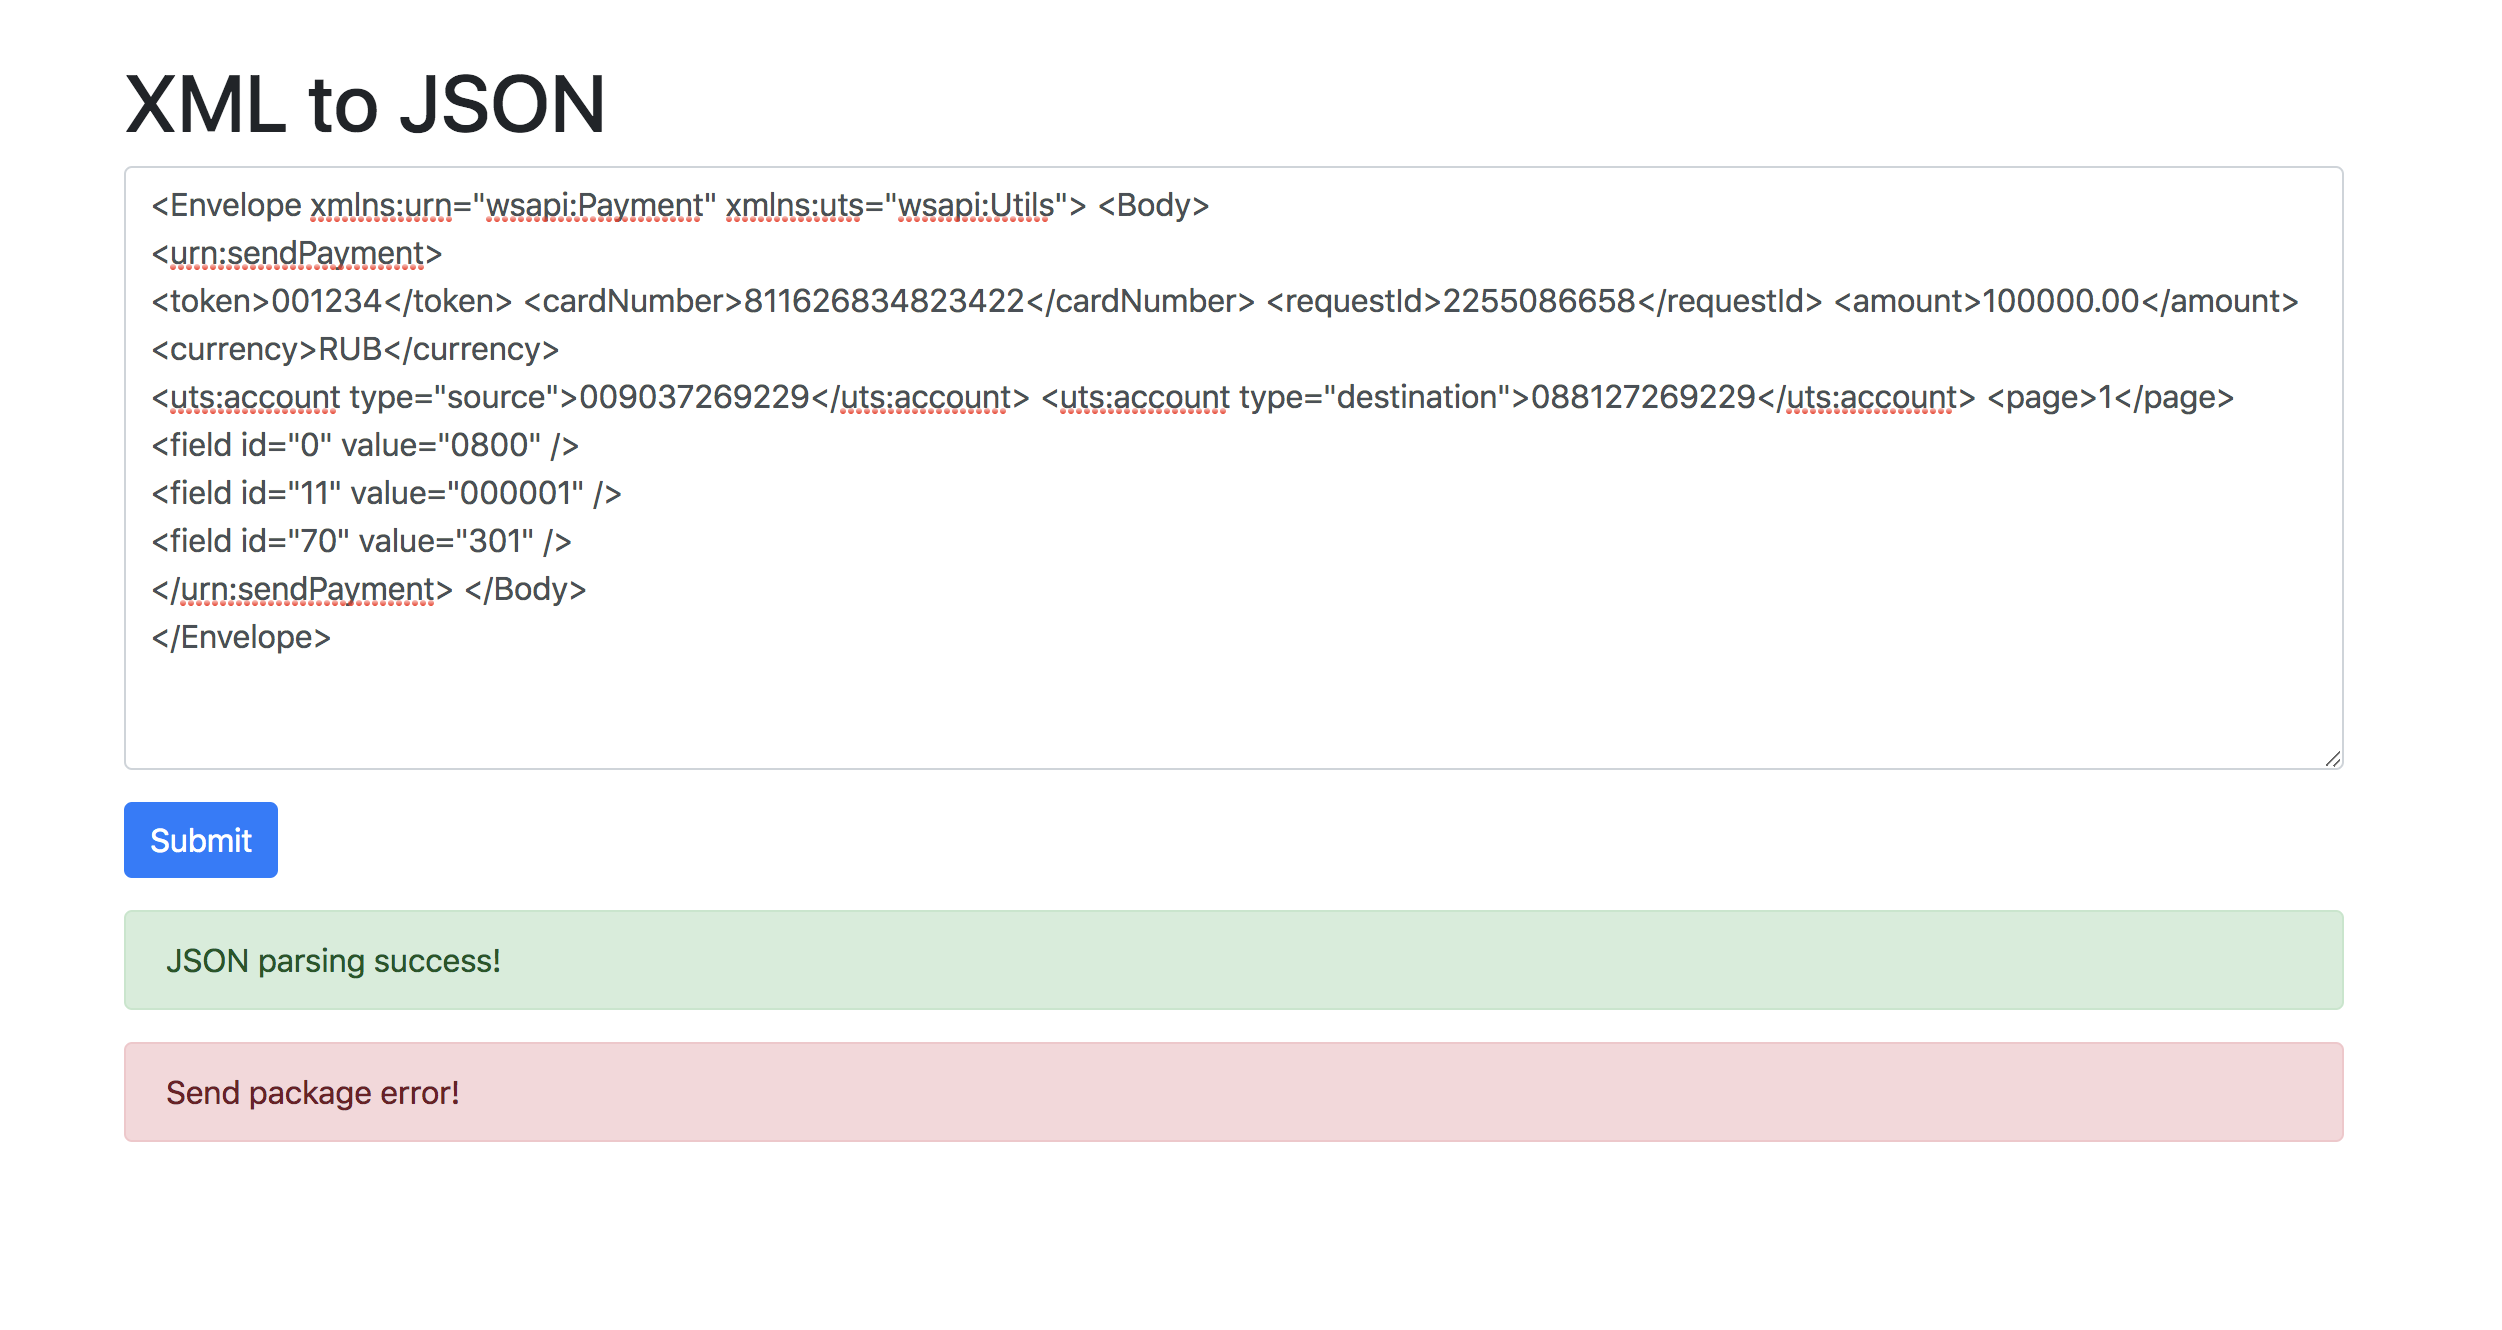 XML to JSON
<Envelope xmlns:urn="wsapi:Payment" xmlns:uts="wsapi:Utils"> <Body>
<urn:sendPayment>
<token>001234</token> <cardNumber>811626834823422</cardNumber> <requestId>2255086658</requestId> <amount>100000.00</amount>
<currency>RUB</currency>
<uts:account type="source">009037269229</uts:account> <uts:account type="destination">088127269229</uts:account> <page>1</page>
<field id="0" value="0800" />
<field id="11" value="000001" />
<field id="70" value="301" />
</urn:sendPayment> </Body>
</Envelope>
Submit
JSON parsing success!
Send package error!